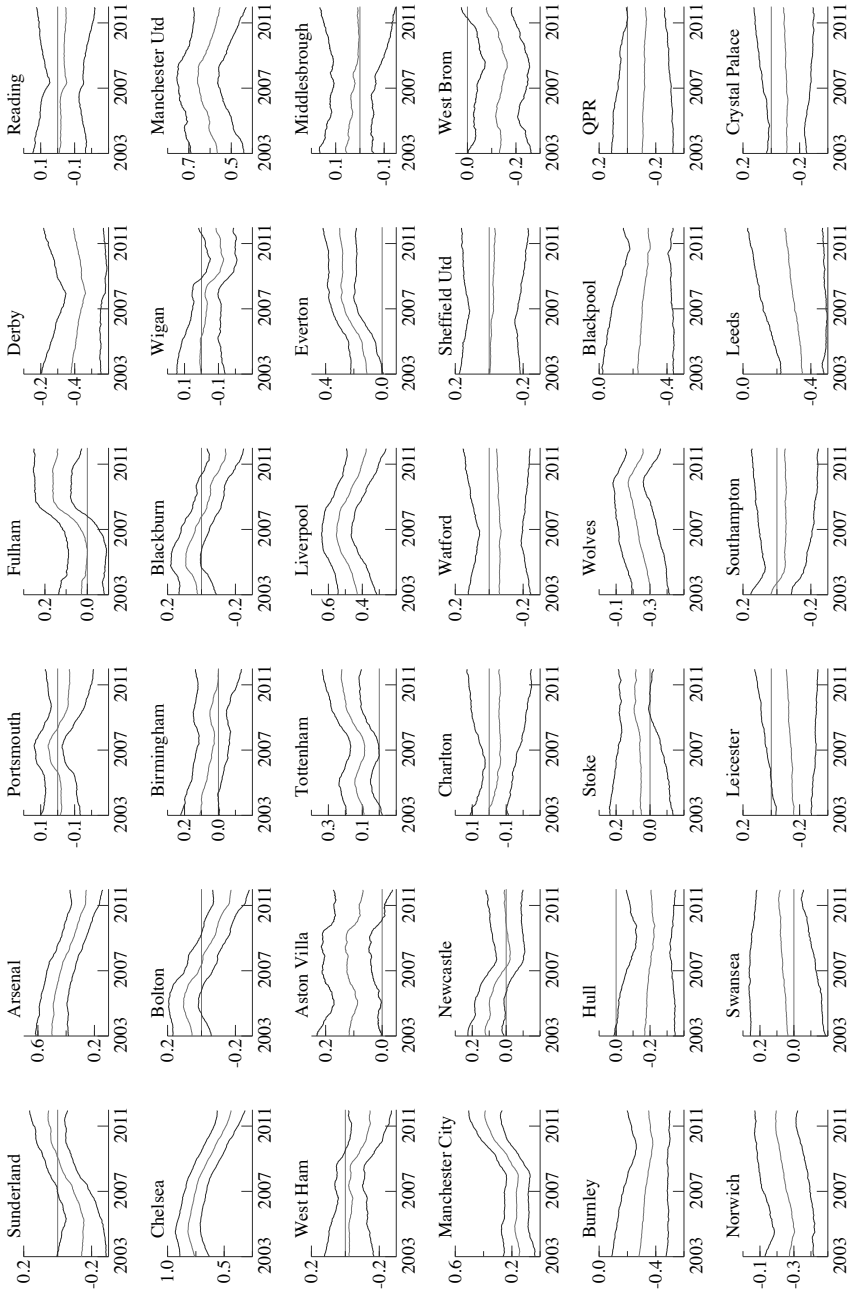 Sunderland Arsenal Portsmouth Fulham Derby Reading
0.2 0.6 0.1 0.2 -0.2 0.1
-0.2 0.2 -0.1 0.0 -0.4 -0.1
2003 2007 2011 2003 2007 2011 2003 2007 2011 2003 2007 2011 2003 2007 2011 2003 2007 2011
Chelsea Bolton Birmingham Blackburn Wigan Manchester Utd
1.0 0.2 0.2 0.2 0.1 0.7
0.5 -0.2 0.0 -0.2 -0.1 0.5
2003 2007 2011 2003 2007 2011 2003 2007 2011 2003 2007 2011 2003 2007 2011 2003 2007 2011
West Ham Aston Villa Tottenham Liverpool Everton Middlesbrough
0.2 0.2 0.3 0.6 0.4 0.1
-0.2 0.0 0.1 0.4 0.0 -0.1
2003 2007 2011 2003 2007 2011 2003 2007 2011 2003 2007 2011 2003 2007 2011 2003 2007 2011
Manchester City Newcastle Charlton Watford Sheffield Utd West Brom
0.6 0.2 0.1 0.2 0.2 0.0
0.2 0.0 -0.1 -0.2 -0.2 -0.2
2003 2007 2011 2003 2007 2011 2003 2007 2011 2003 2007 2011 2003 2007 2011 2003 2007 2011
Burnley Hull Stoke Wolves Blackpool QPR
0.0 0.0 0.2 -0.1 0.0 0.2
-0.4 -0.2 0.0 -0.3 -0.4 -0.2
2003 2007 2011 2003 2007 2011 2003 2007 2011 2003 2007 2011 2003 2007 2011 2003 2007 2011
Norwich Swansea Leicester Southampton Leeds Crystal Palace
-0.1 0.2 0.2 0.2 0.0 0.2
-0.3 0.0 -0.2 -0.2 -0.4 -0.2
2003 2007 2011 2003 2007 2011 2003 2007 2011 2003 2007 2011 2003 2007 2011 2003 2007 2011